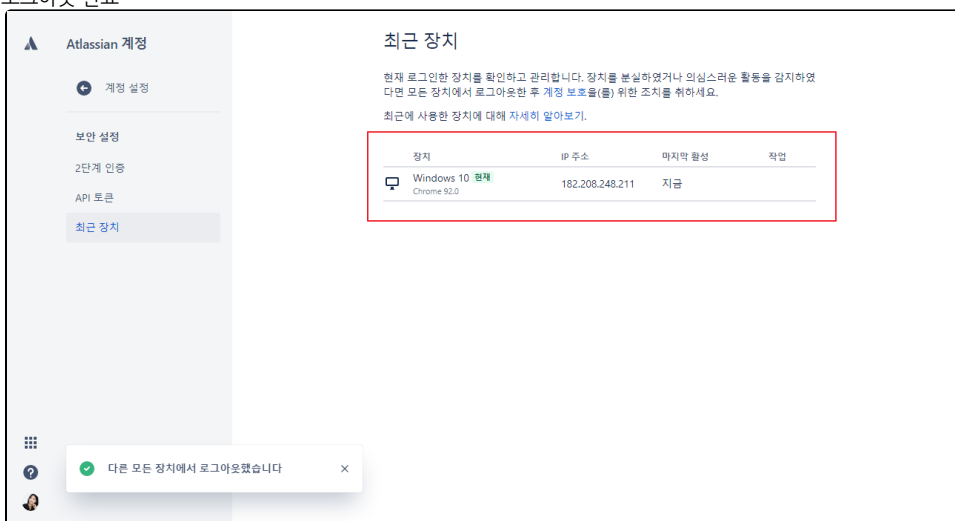 로그아웃 완료
Atlassian 계정
계정 설정
보안 설정
2단계 인증
API 토큰
최근 장치
최근 장치
현재 로그인한 장치를 확인하고 관리합니다. 장치를 분실하였거나 의심스러운 활동을 감지하였
다면 모든 장치에서 로그아웃한 후 계정 보호을(를) 위한 조치를 취하세요.
최근에 사용한 장치에 대해 자세히 알아보기.
장치 IP 주소 마지막 활성 작업
Windows 10 현재 182.208.248.211 지금
Chrome 92.0
다른 모든 장치에서 로그아웃했습니다